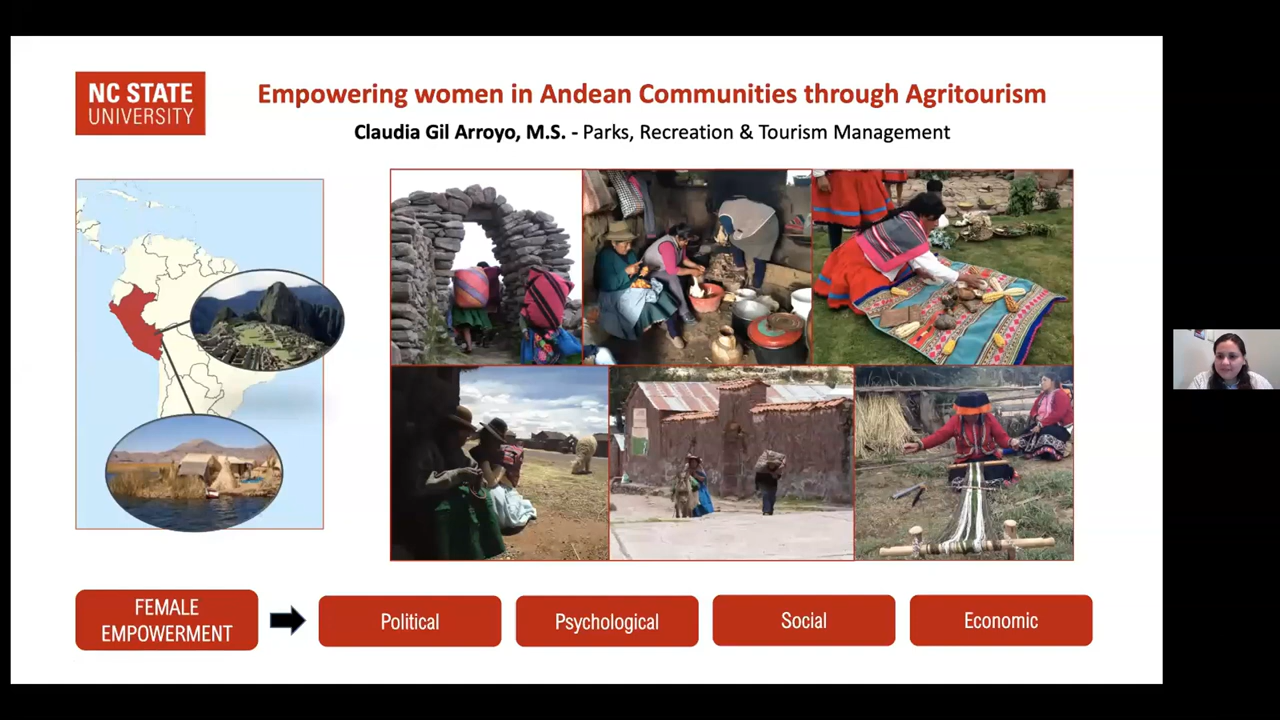 NC STATE
UNIVERSITY
Empowering women in Andean Communities through Agritourism
Claudia Gil Arroyo, M.S. - Parks, Recreation & Tourism Management
FEMALE
EMPOWERMENT
Political
Psychological
Social
Economic